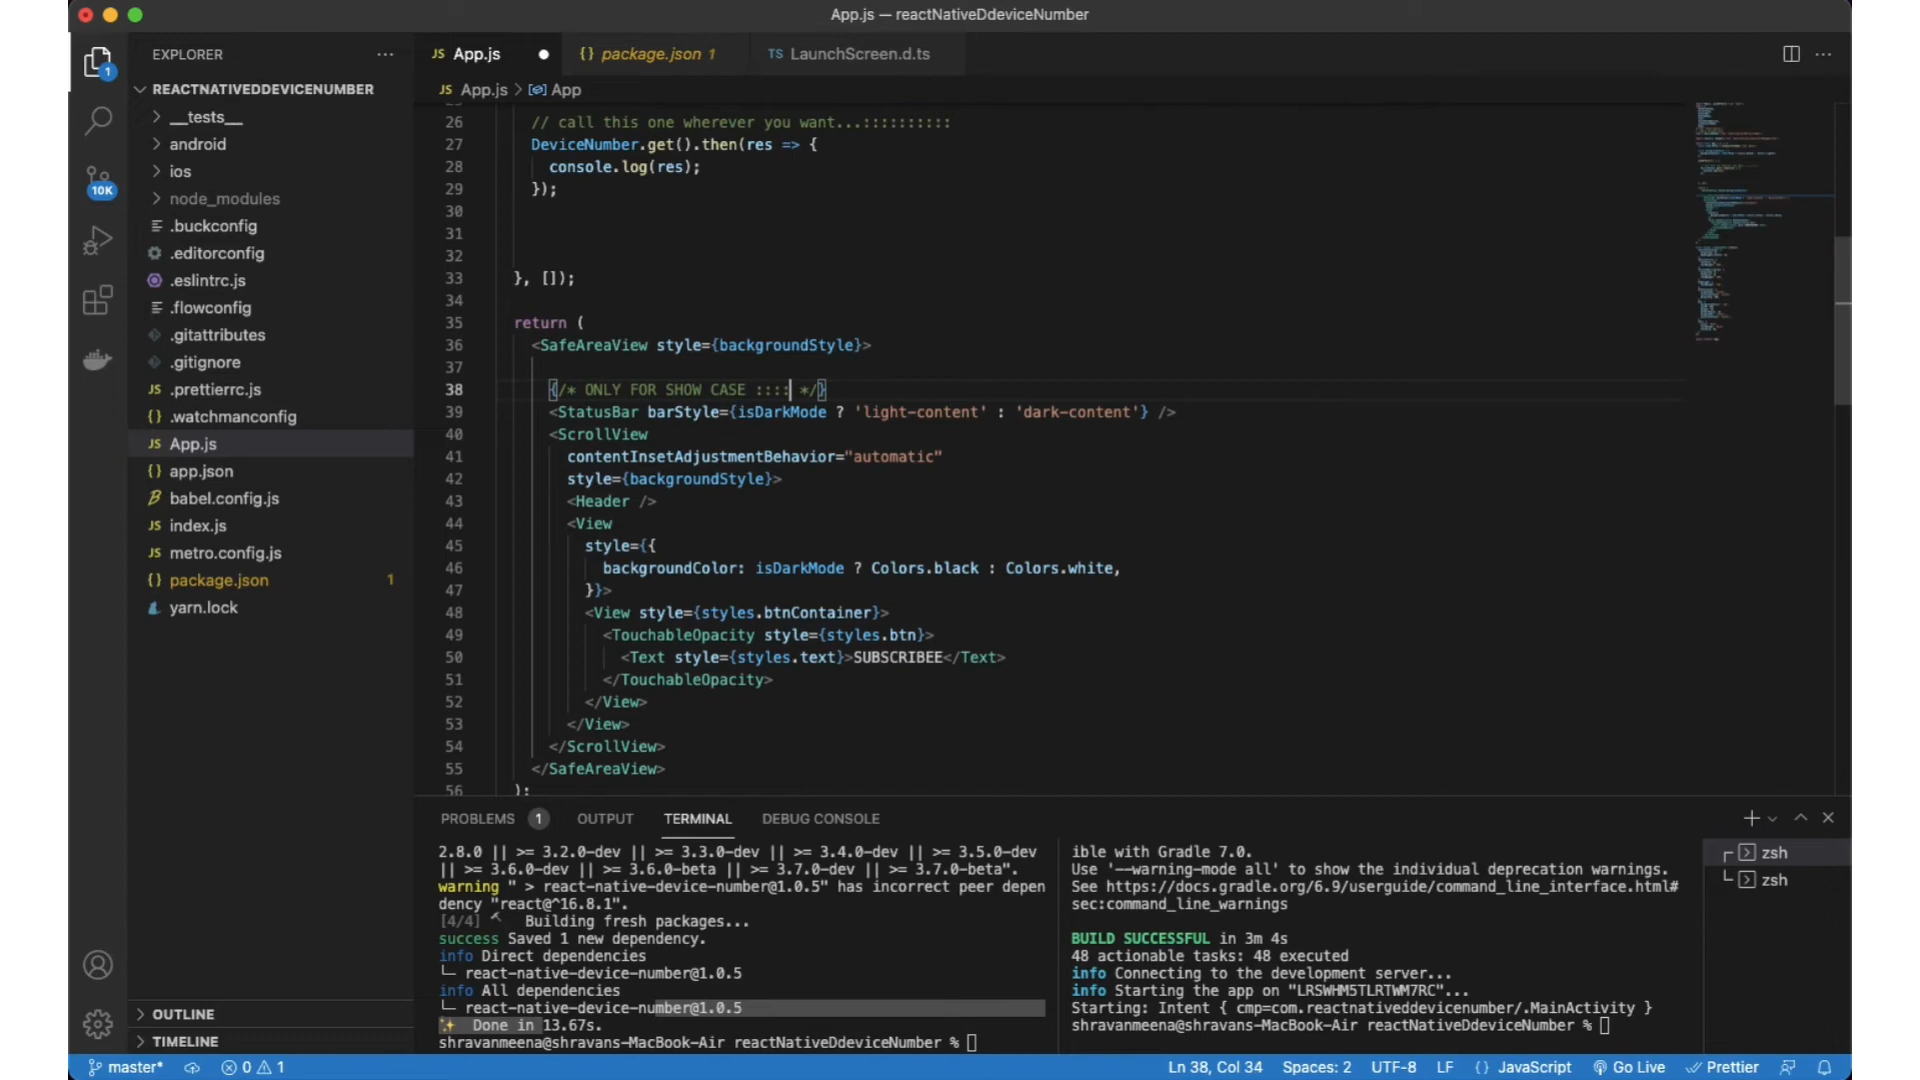 App.js — reactNativeDdeviceNumber
EXPLORER
REACTNATIVEDDEVICENUMBER
__tests__
android
ios
node_modules
.buckconfig
.editorconfig
.eslintrc.js
.flowconfig
.gitattributes
.gitignore
JS .prettierrc.js
{} .watchmanconfig
JS App.js
{} app.json
babel.config.js
JS index.js
JS metro.config.js
{} package.json 1
yarn.lock
OUTLINE
TIMELINE
1
10K
JS App.js
{} package.json 1
TS LaunchScreen.d.ts
JS App.js > App
26 // call this one wherever you want...::::::::::
27 DeviceNumber.get().then(res => {
28 console.log(res);
29 });
30
31
32
33 }, []);
34
35 return (
36 <SafeAreaView style={backgroundStyle}>
37
38 {/* ONLY FOR SHOW CASE :::: */}
39 <StatusBar barStyle={isDarkMode ? 'light-content' : 'dark-content'} />
40 <ScrollView
41 contentInsetAdjustmentBehavior="automatic"
42 style={backgroundStyle}>
43 <Header />
44 <View
45 style={{
46 backgroundColor: isDarkMode ? Colors.black : Colors.white,
47 }}>
48 <View style={styles.btnContainer}>
49 <TouchableOpacity style={styles.btn}>
50 <Text style={styles.text}>SUBSCRIBEE</Text>
51 </TouchableOpacity>
52 </View>
53 </View>
54 </ScrollView>
55 </SafeAreaView>
56 );
PROBLEMS 1 OUTPUT TERMINAL DEBUG CONSOLE
2.8.0 || >= 3.2.0-dev || >= 3.3.0-dev || >= 3.4.0-dev || >= 3.5.0-dev
|| >= 3.6.0-dev || >= 3.6.0-beta || >= 3.7.0-dev || >= 3.7.0-beta".
warning " > react-native-device-number@1.0.5" has incorrect peer depen
dency "react@^16.8.1".
[4/4] Building fresh packages...
success Saved 1 new dependency.
info Direct dependencies
└─ react-native-device-number@1.0.5
info All dependencies
└─ react-native-device-number@1.0.5
✨ Done in 13.67s.
shravanmeena@shravans-MacBook-Air reactNativeDdeviceNumber %
ible with Gradle 7.0.
Use '--warning-mode all' to show the individual deprecation warnings.
See https://docs.gradle.org/6.9/userguide/command_line_interface.html#
sec:command_line_warnings
BUILD SUCCESSFUL in 3m 4s
48 actionable tasks: 48 executed
info Connecting to the development server...
info Starting the app on "LRSWHM5TLRTWM7RC"...
Starting: Intent { cmp=com.reactnativeddevicenumber/.MainActivity }
shravanmeena@shravans-MacBook-Air reactNativeDdeviceNumber %
zsh
zsh
master* 0 1 Ln 38, Col 34 Spaces: 2 UTF-8 LF {} JavaScript Go Live Prettier